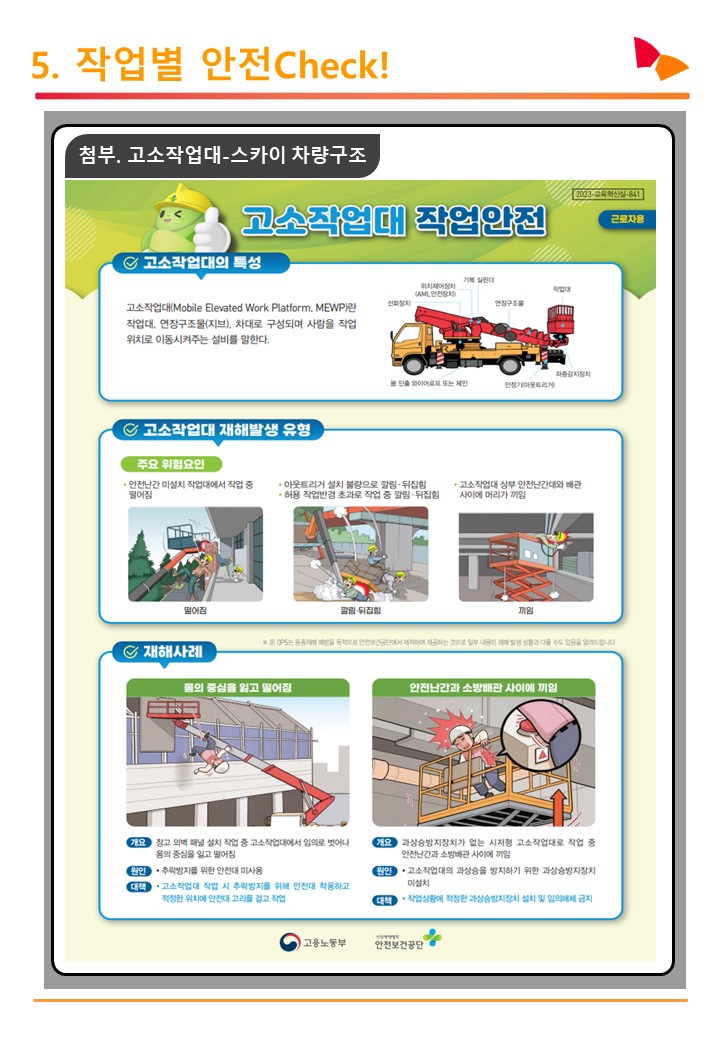 5. 작업별 안전Check!
첨부. 고소작업대-스카이 차량구조
2023-교육혁신실-841
고소작업대 작업안전
근로자용
고소작업대의 특성
고소작업대(Mobile Elevated Work Platform, MEWP)란
작업대, 연장구조물(지브), 차대로 구성되며 사람을 작업
위치로 이동시켜주는 설비를 말한다.
기복 실린더
위치제어장치
(AML안전장치)
작업대
선회장치
연장구조물
하중감지장치
붐 인출 와이어로프 또는 체인
안정기(아웃트리거)
고소작업대 재해발생 유형
주요 위험요인
• 안전난간 미설치 작업대에서 작업 중
떨어짐
• 아웃트리거 설치 불량으로 깔림·뒤집힘
• 허용 작업반경 초과로 작업 중 깔림·뒤집힘
• 고소작업대 상부 안전난간대와 배관
사이에 머리가 끼임
떨어짐
깔림·뒤집힘
끼임
※ 본 OPS는 동종재해 예방을 목적으로 안전보건공단에서 제작하여 제공하는 것으로 일부 내용이 재해 발생 상황과 다를 수도 있음을 알려드립니다
재해사례
몸의 중심을 잃고 떨어짐
개요 창고 외벽 패널 설치 작업 중 고소작업대에서 임의로 벗어나
몸의 중심을 잃고 떨어짐
원인 • 추락방지를 위한 안전대 미사용
대책 • 고소작업대 작업 시 추락방지를 위해 안전대 착용하고
적정한 위치에 안전대 고리를 걸고 작업
안전난간과 소방배관 사이에 끼임
개요 과상승방지장치가 없는 시저형 고소작업대로 작업 중
안전난간과 소방배관 사이에 끼임
원인 • 고소작업대의 과상승을 방지하기 위한 과상승방지장치
미설치
대책 • 작업상황에 적정한 과상승방지장치 설치 및 임의해체 금지
고용노동부
산업재해예방
안전보건공단